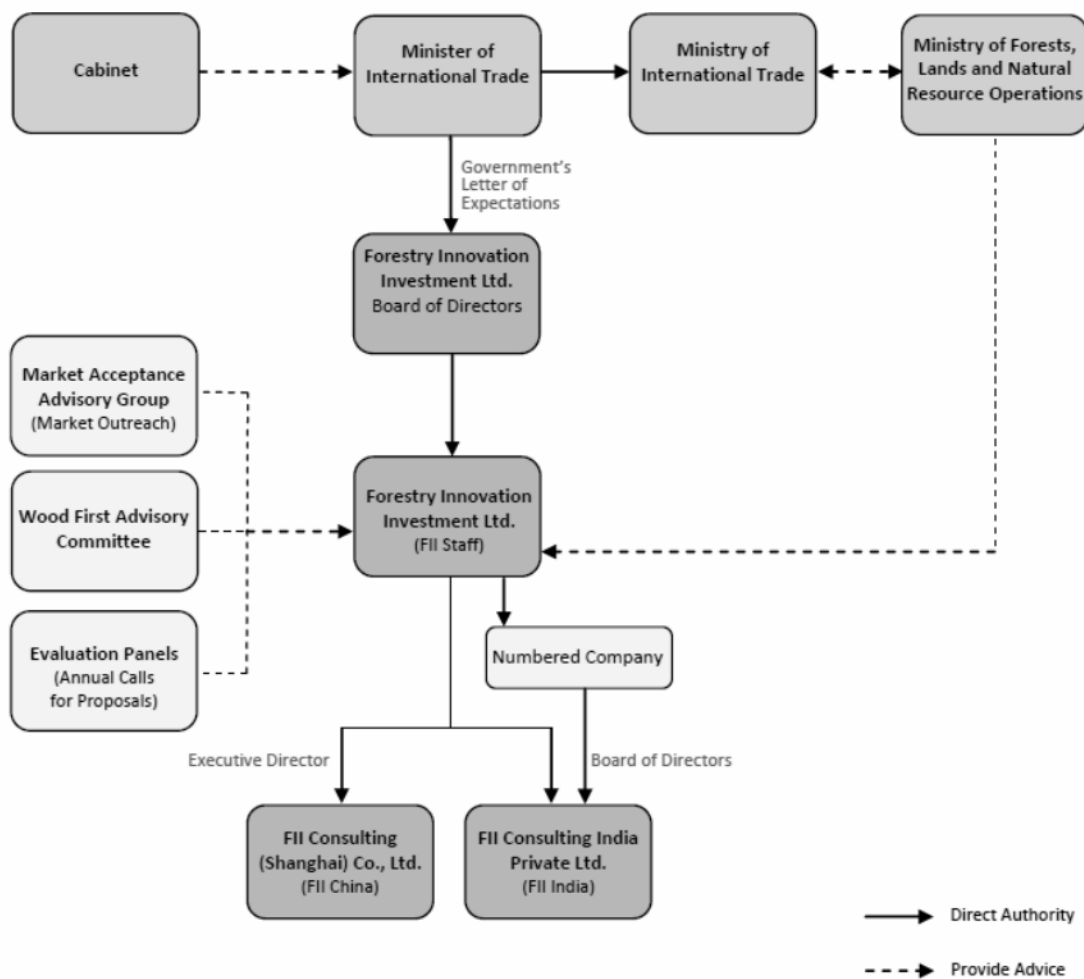 Cabinet
Minister of
International Trade
Ministry of
International Trade
Ministry of Forests,
Lands and Natural
Resource Operations
Government's
Letter of
Expectations
Forestry Innovation
Investment Ltd.
Board of Directors
Market Acceptance
Advisory Group
(Market Outreach)
Wood First Advisory
Committee
Forestry Innovation
Investment Ltd.
(FII Staff)
Evaluation Panels
(Annual Calls
for Proposals)
Numbered Company
Executive Director
Board of Directors
FII Consulting
(Shanghai) Co., Ltd.
(FII China)
FII Consulting India
Private Ltd.
(FII India)
Direct Authority
Provide Advice